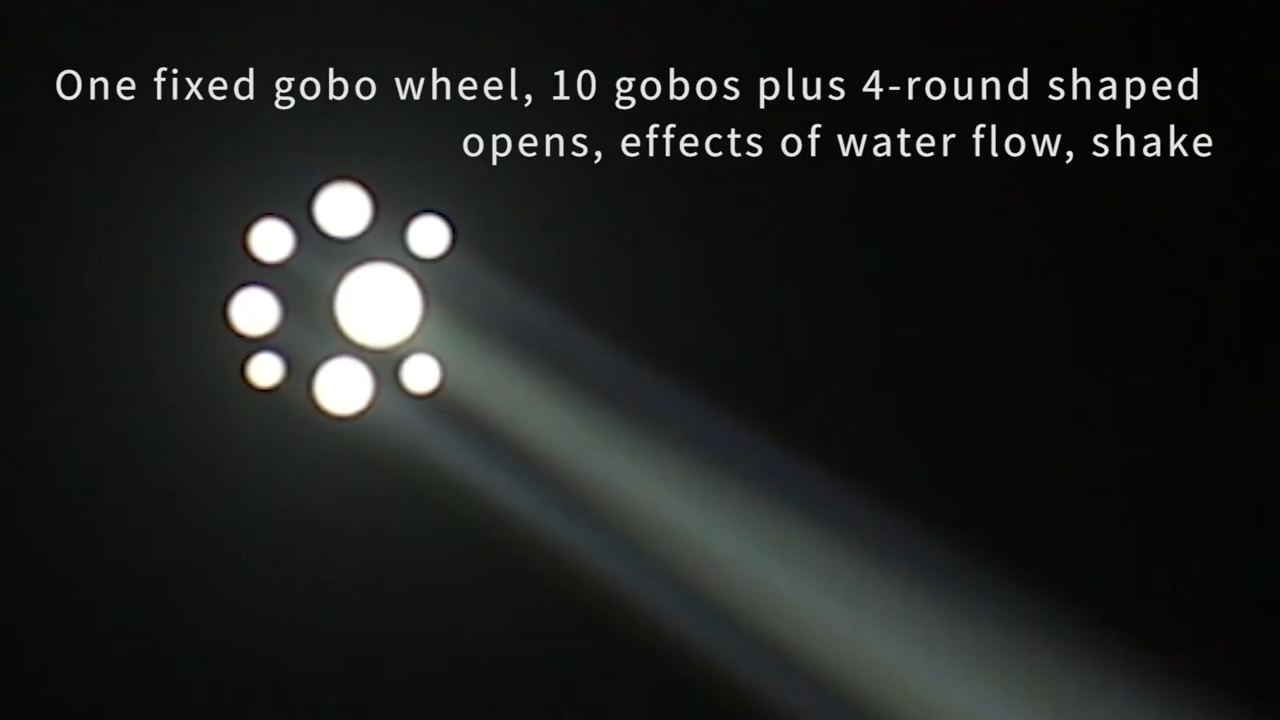 One fixed gobo wheel, 10 gobos plus 4-round shaped
opens, effects of water flow, shake